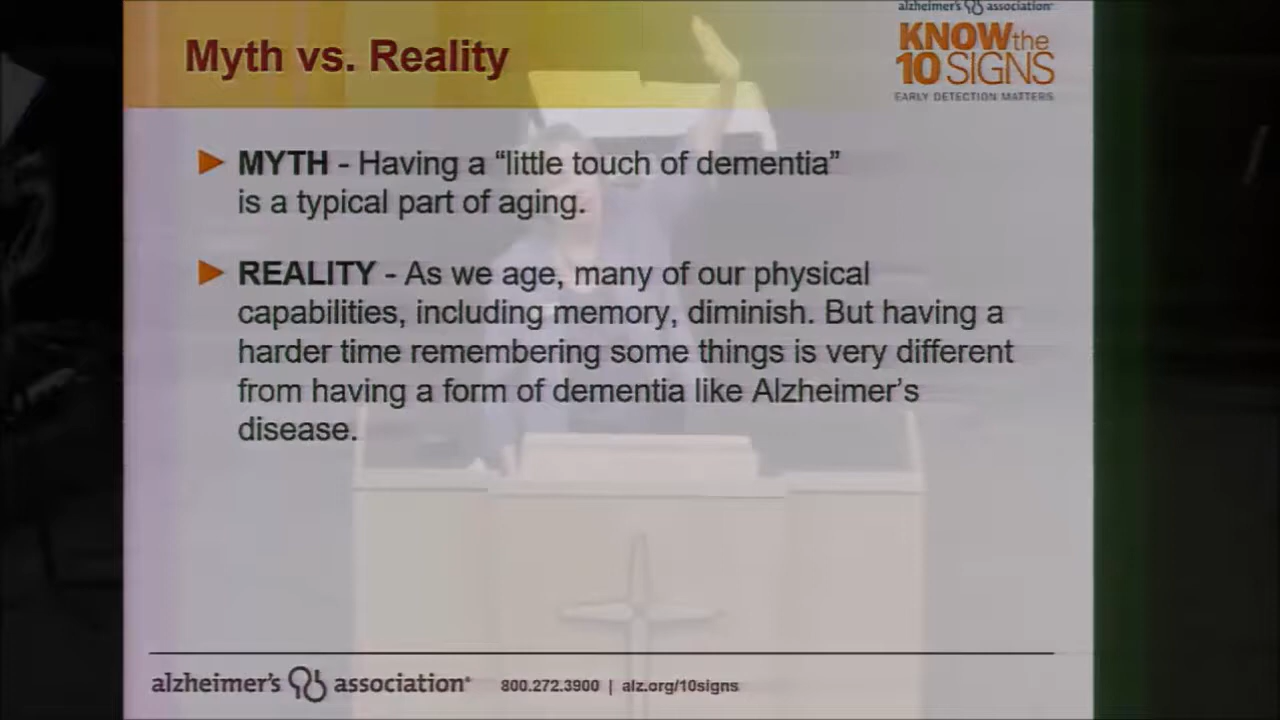 alzheimer's association®
Myth vs. Reality
KNOW the
10 SIGNS
EARLY DETECTION MATTERS
MYTH - Having a “little touch of dementia”
is a typical part of aging.
REALITY - As we age, many of our physical
capabilities, including memory, diminish. But having a
harder time remembering some things is very different
from having a form of dementia like Alzheimer’s
disease.
alzheimer's association® 800.272.3900 | alz.org/10signs